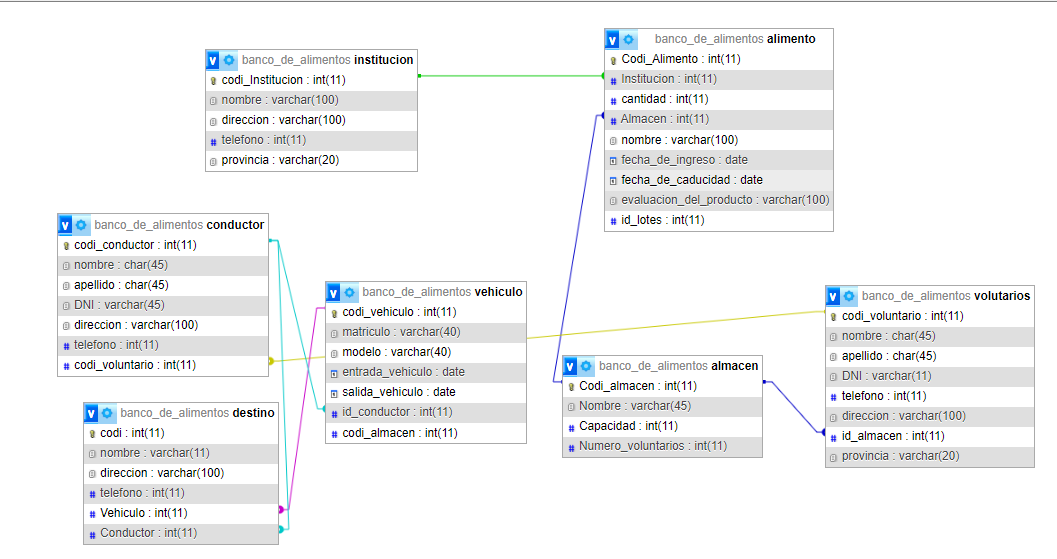 banco_de_alimentos institucion
codi_Institucion : int(11)
nombre : varchar(100)
direccion : varchar(100)
telefono : int(11)
provincia : varchar(20)
banco_de_alimentos alimento
Codi_Alimento : int(11)
Institucion : int(11)
cantidad : int(11)
Almacen : int(11)
nombre : varchar(100)
fecha_de_ingreso : date
fecha_de_caducidad : date
evaluacion_del_producto : varchar(100)
id_lotes : int(11)
banco_de_alimentos conductor
codi_conductor : int(11)
nombre : char(45)
apellido : char(45)
DNI : varchar(45)
direccion : varchar(100)
telefono : int(11)
codi_voluntario : int(11)
banco_de_alimentos vehiculo
codi_vehiculo : int(11)
matriculo : varchar(40)
modelo : varchar(40)
entrada_vehiculo : date
salida_vehiculo : date
id_conductor : int(11)
codi_almacen : int(11)
banco_de_alimentos volutarios
codi_voluntario : int(11)
nombre : char(45)
apellido : char(45)
DNI : varchar(11)
telefono : int(11)
direccion : varchar(100)
id_almacen : int(11)
provincia : varchar(20)
banco_de_alimentos almacen
Codi_almacen : int(11)
Nombre : varchar(45)
Capacidad : int(11)
Numero_voluntarios : int(11)
banco_de_alimentos destino
codi : int(11)
nombre : varchar(11)
direccion : varchar(100)
telefono : int(11)
Vehiculo : int(11)
Conductor : int(11)